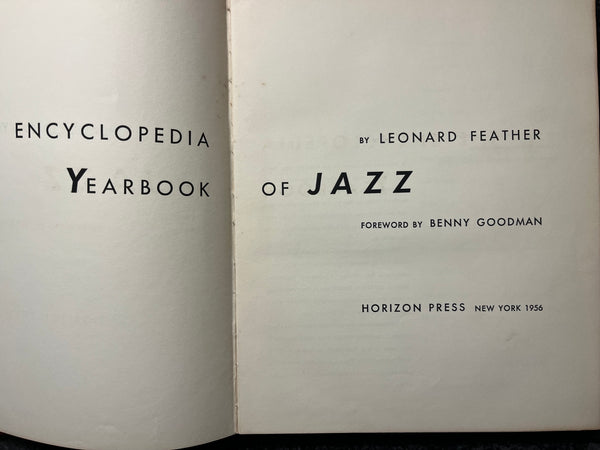 ENCYCLOPEDIA
YEARBOOK OF JAZZ
BY LEONARD FEATHER
FOREWORD BY BENNY GOODMAN
HORIZON PRESS NEW YORK 1956